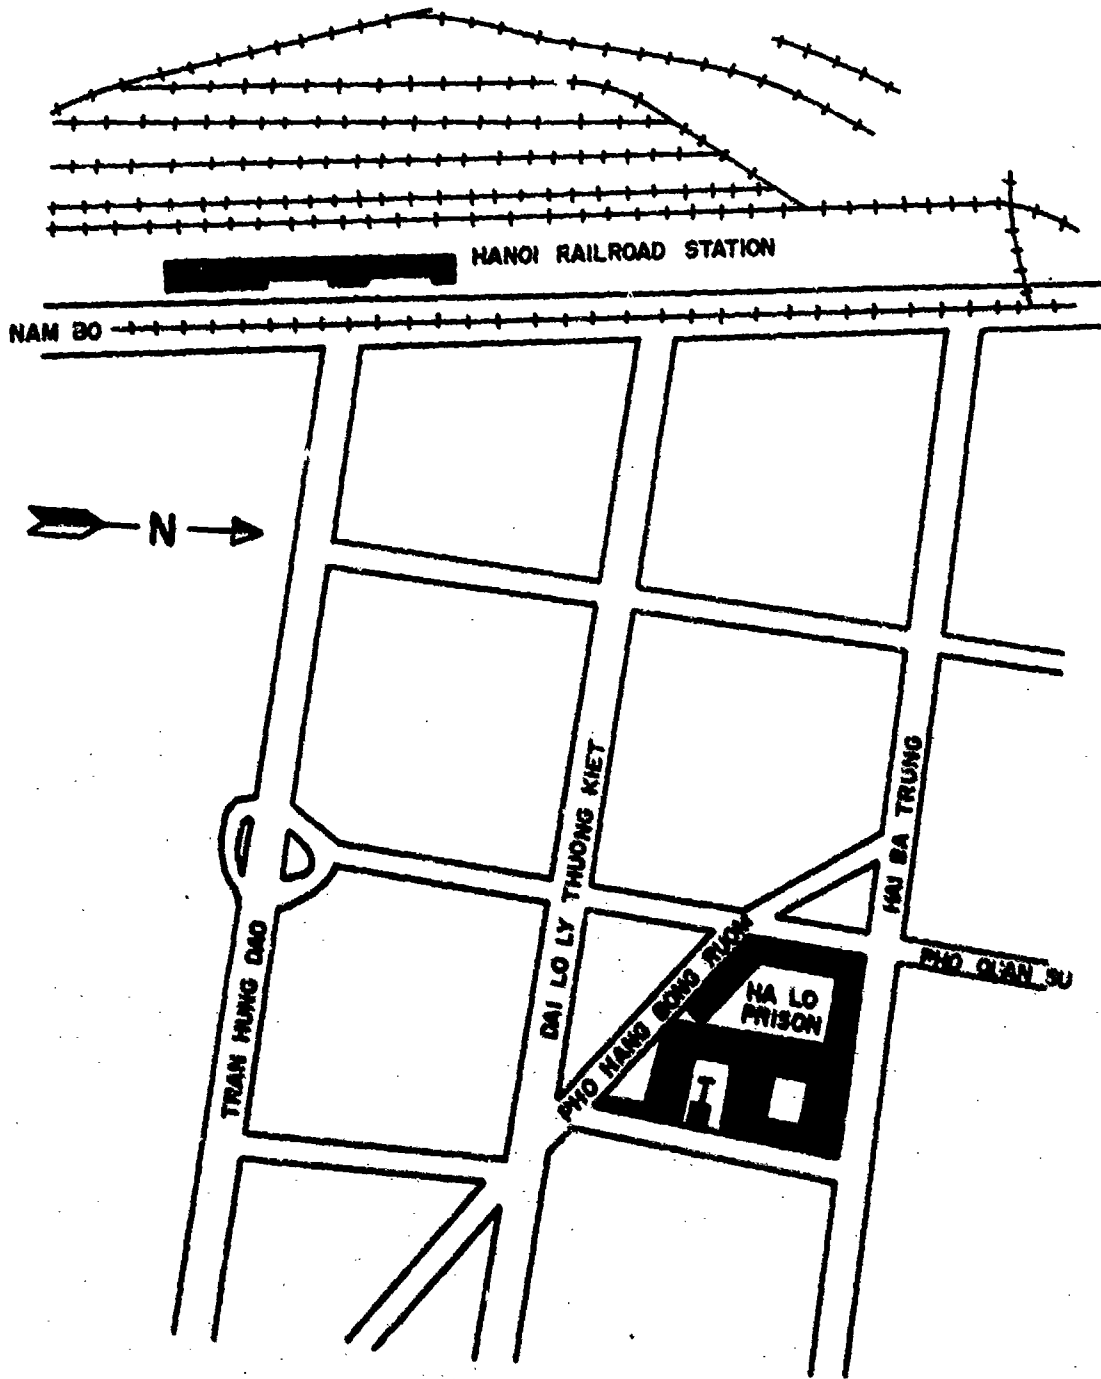 HANOI RAILROAD STATION
NAM BO
N
DAI LO LY THUONG KIET
HAI BA TRUNG
TRAN HUNG DAO
PHO HANG BONG RUOM
PHO QUAN SU
HA LO
PRISON